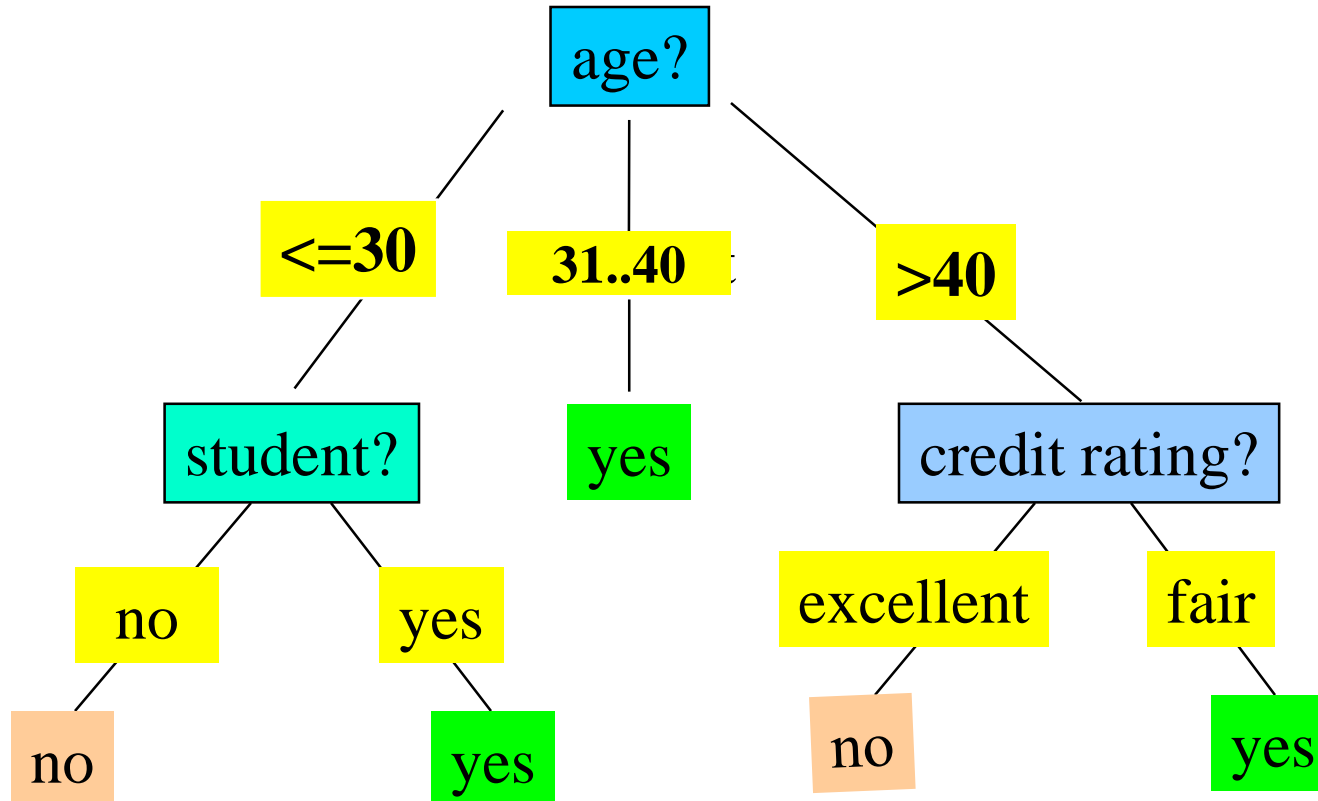 age?
<=30
31..40
>40
student?
yes
credit rating?
no
yes
excellent
fair
no
yes
no
yes